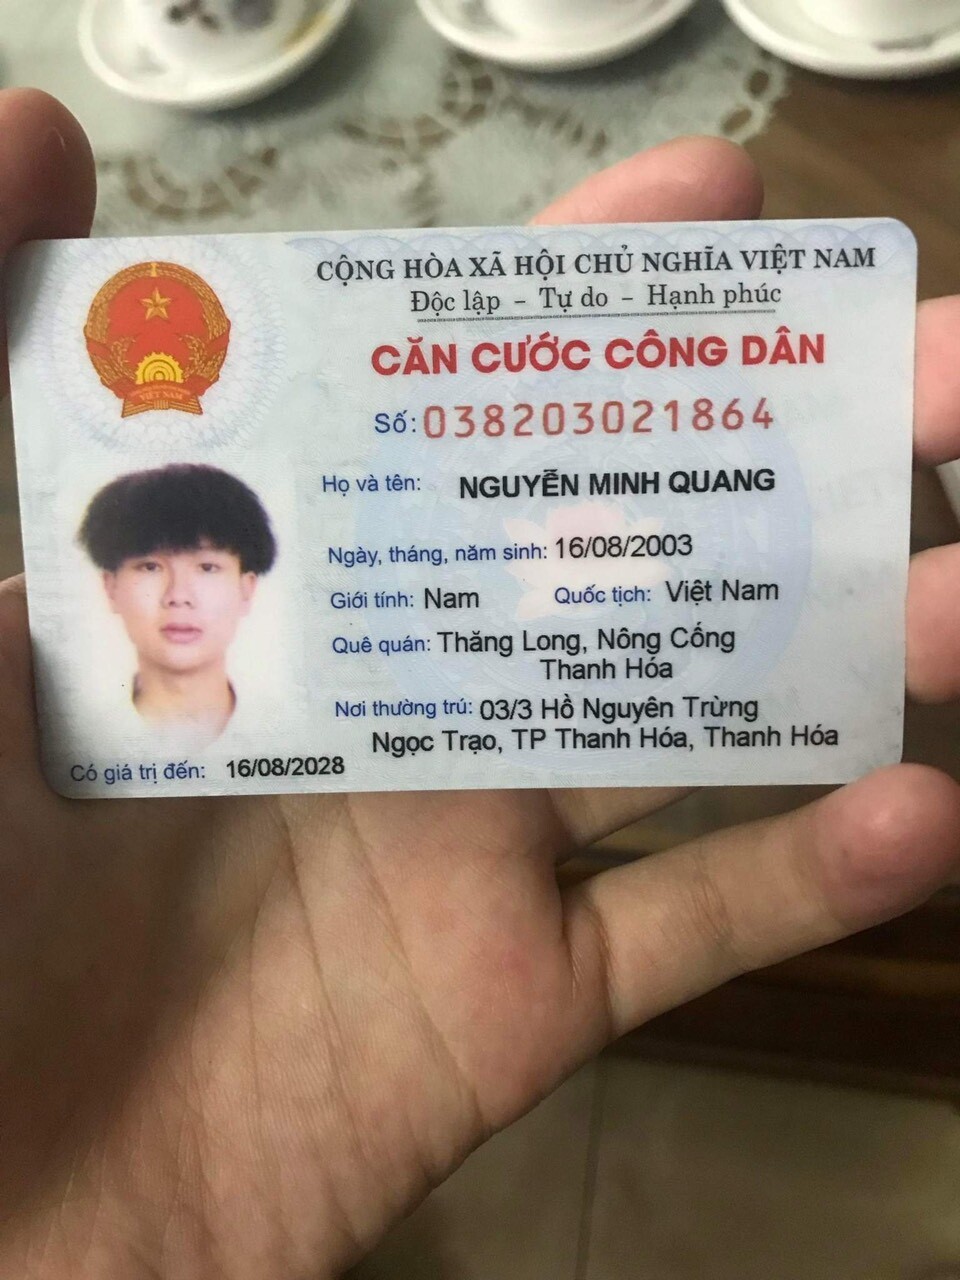 CỘNG HÒA XÃ HỘI CHỦ NGHĨA VIỆT NAM
Độc lập – Tự do – Hạnh phúc
CĂN CƯỚC CÔNG DÂN
Số: 038203021864
Họ và tên: NGUYỄN MINH QUANG
Ngày, tháng, năm sinh: 16/08/2003
Giới tính: Nam Quốc tịch: Việt Nam
Quê quán: Thăng Long, Nông Cống
Thanh Hóa
Nơi thường trú: 03/3 Hồ Nguyên Trừng
Ngọc Trạo, TP Thanh Hóa, Thanh Hóa
Có giá trị đến: 16/08/2028
VIỆT NAM